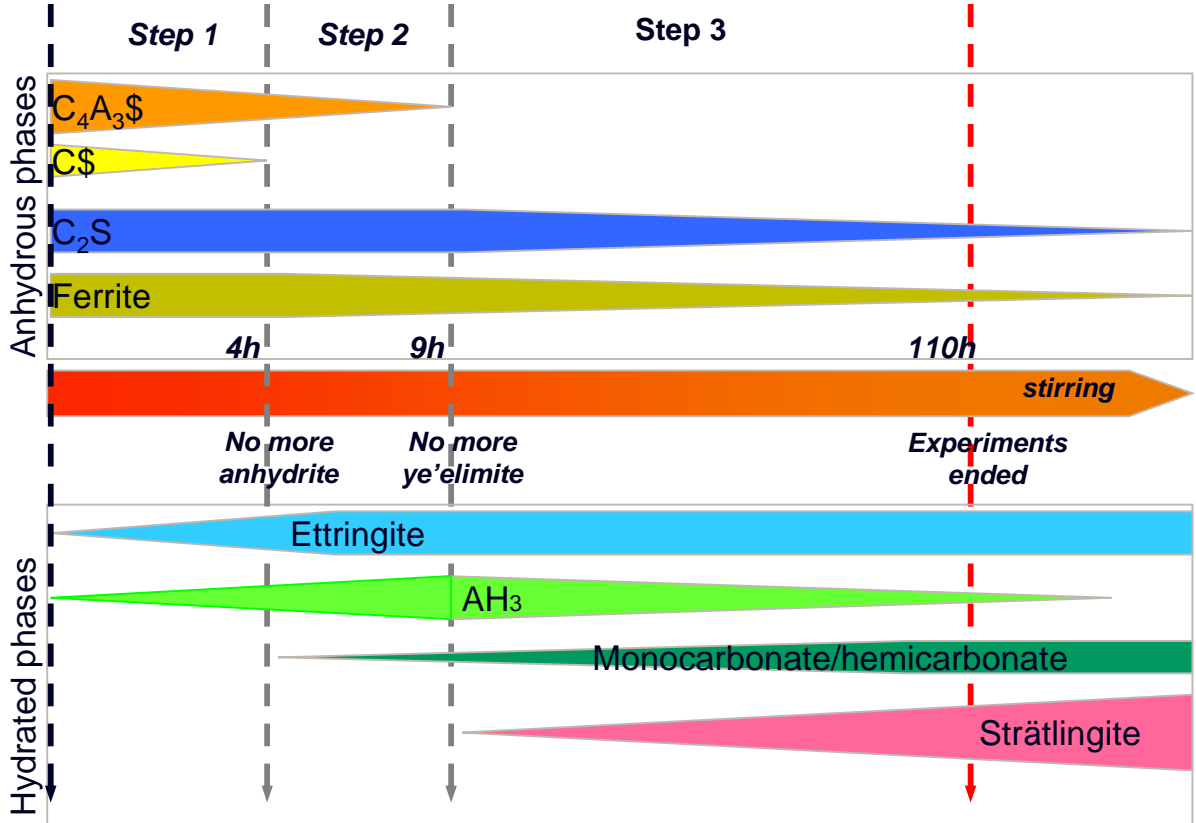 Step 1
Step 2
Step 3
Anhydrous phases
C₄A₃$
C$
C₂S
Ferrite
4h
9h
110h
stirring
No more
anhydrite
No more
ye’elimite
Experiments
ended
Hydrated phases
Ettringite
AH₃
Monocarbonate/hemicarbonate
Strätlingite